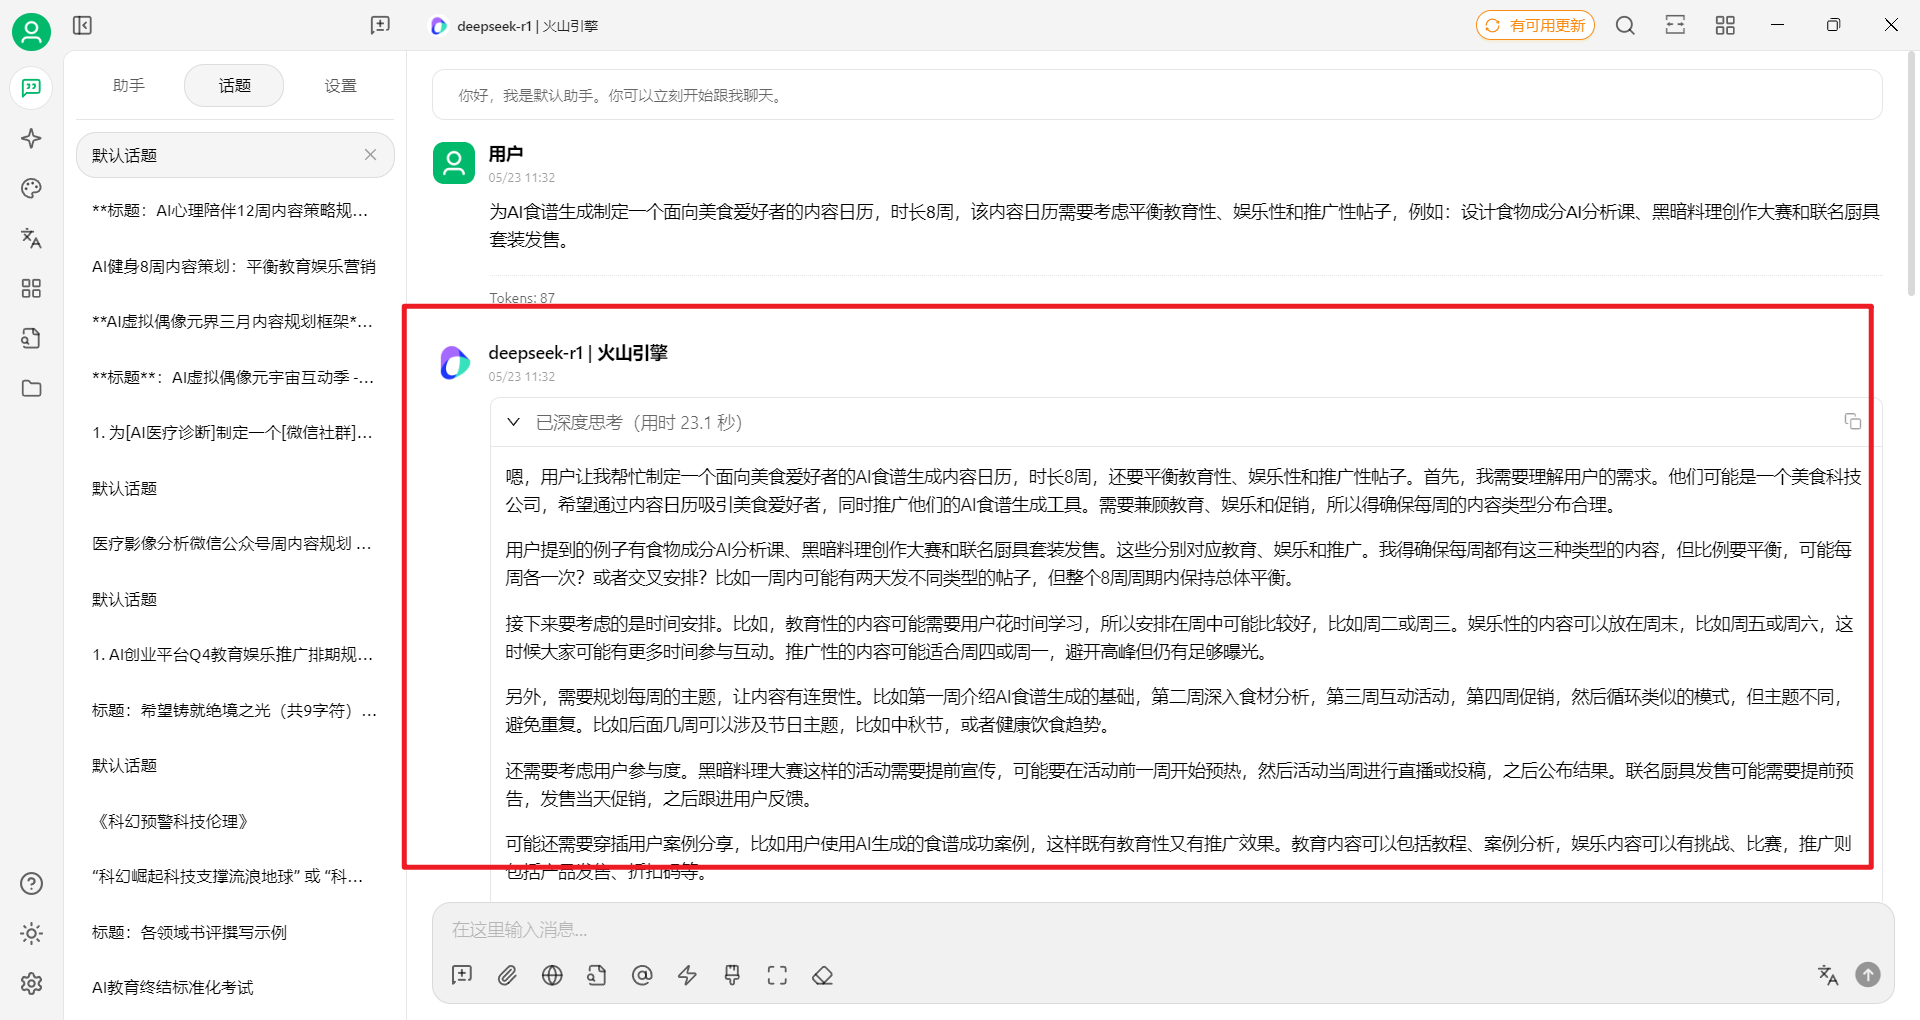 deepseek-r1 | 火山引擎
有可用更新
助手
话题
设置
默认话题
**标题：AI心理陪伴12周内容策略规...
AI健身8周内容策划：平衡教育娱乐营销
**AI虚拟偶像元界三月内容规划框架*...
**标题**：AI虚拟偶像元宇宙互动季 -...
1. 为[AI医疗诊断]制定一个[微信社群]...
默认话题
医疗影像分析微信公众号周内容规划 ...
默认话题
1. AI创业平台Q4教育娱乐推广排期规...
标题：希望铸就绝境之光（共9字符）...
默认话题
《科幻预警科技伦理》
“科幻崛起科技支撑流浪地球” 或 “科...
标题：各领域书评撰写示例
AI教育终结标准化考试
你好，我是默认助手。你可以立刻开始跟我聊天。
用户
05/23 11:32
为AI食谱生成制定一个面向美食爱好者的内容日历，时长8周，该内容日历需要考虑平衡教育性、娱乐性和推广性帖子，例如：设计食物成分AI分析课、黑暗料理创作大赛和联名厨具
套装发售。
Tokens: 87
deepseek-r1 | 火山引擎
05/23 11:32
已深度思考（用时 23.1 秒）
嗯，用户让我帮忙制定一个面向美食爱好者的AI食谱生成内容日历，时长8周，还要平衡教育性、娱乐性和推广性帖子。首先，我需要理解用户的需求。他们可能是一个美食科技
公司，希望通过内容日历吸引美食爱好者，同时推广他们的AI食谱生成工具。需要兼顾教育、娱乐和促销，所以得确保每周的内容类型分布合理。
用户提到的例子有食物成分AI分析课、黑暗料理创作大赛和联名厨具套装发售。这些分别对应教育、娱乐和推广。我得确保每周都有这三种类型的内容，但比例要平衡，可能每
周各一次？或者交叉安排？比如一周内可能有两天发不同类型的帖子，但整个8周周期内保持总体平衡。
接下来要考虑的是时间安排。比如，教育性的内容可能需要用户花时间学习，所以安排在周中可能比较好，比如周二或周三。娱乐性的内容可以放在周末，比如周五或周六，这
时候大家可能有更多时间参与互动。推广性的内容可能适合周四或周一，避开高峰但仍有足够曝光。
另外，需要规划每周的主题，让内容有连贯性。比如第一周介绍AI食谱生成的基础，第二周深入食材分析，第三周互动活动，第四周促销，然后循环类似的模式，但主题不同，
避免重复。比如后面几周可以涉及节日主题，比如中秋节，或者健康饮食趋势。
还需要考虑用户参与度。黑暗料理大赛这样的活动需要提前宣传，可能要在活动前一周开始预热，然后活动当周进行直播或投稿，之后公布结果。联名厨具发售可能需要提前预
告，发售当天促销，之后跟进用户反馈。
可能还需要穿插用户案例分享，比如用户使用AI生成的食谱成功案例，这样既有教育性又有推广效果。教育内容可以包括教程、案例分析，娱乐内容可以有挑战、比赛，推广则
包括产品发售、折扣码等。
在这里输入消息...